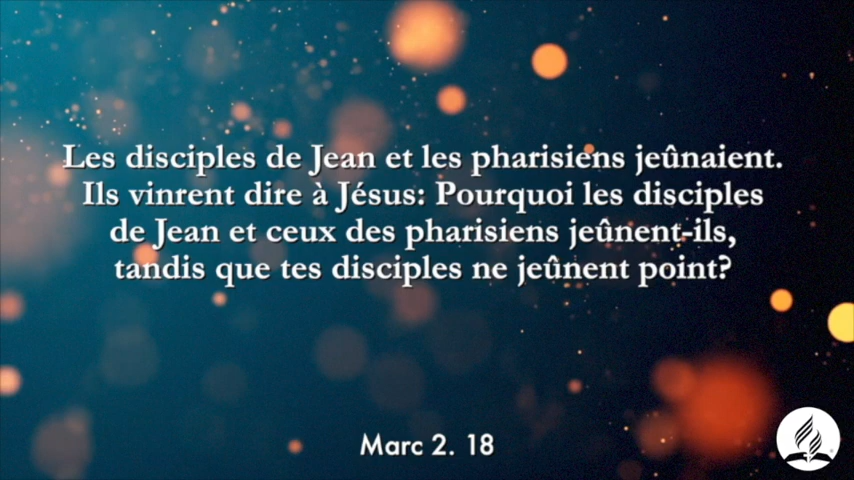 Les disciples de Jean et les pharisiens jeûnaient.
Ils vinrent dire à Jésus: Pourquoi les disciples
de Jean et ceux des pharisiens jeûnent-ils,
tandis que tes disciples ne jeûnent point?
Marc 2. 18